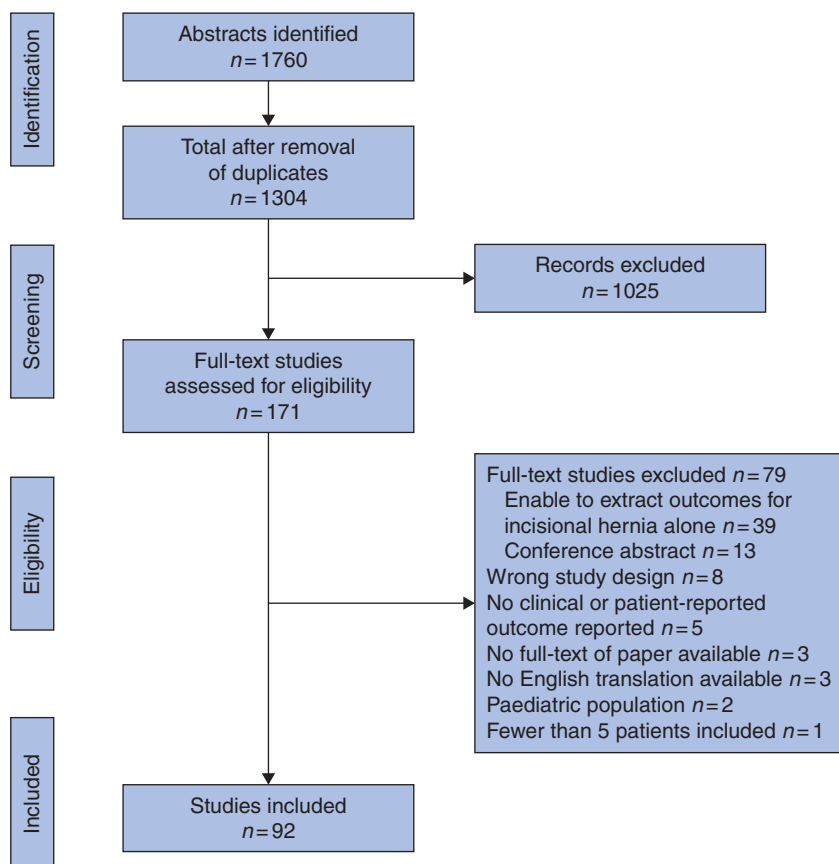 Identification
Abstracts identified
n = 1760
Total after removal
of duplicates
n = 1304
Screening
Records excluded
n = 1025
Full-text studies
assessed for eligibility
n = 171
Eligibility
Full-text studies excluded n = 79
Enable to extract outcomes for
incisional hernia alone n = 39
Conference abstract n = 13
Wrong study design n = 8
No clinical or patient-reported
outcome reported n = 5
No full-text of paper available n = 3
No English translation available n = 3
Paediatric population n = 2
Fewer than 5 patients included n = 1
Included
Studies included
n = 92